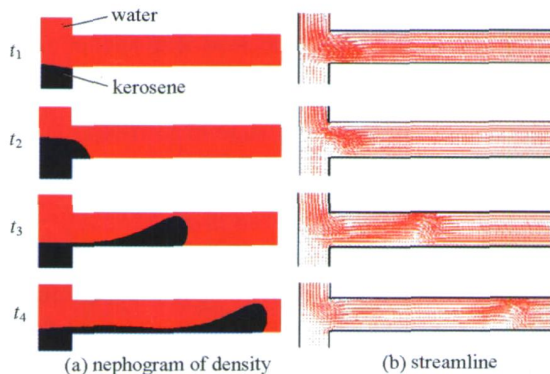 water
t1
kerosene
t2
t3
t4
(a) nephogram of density
(b) streamline